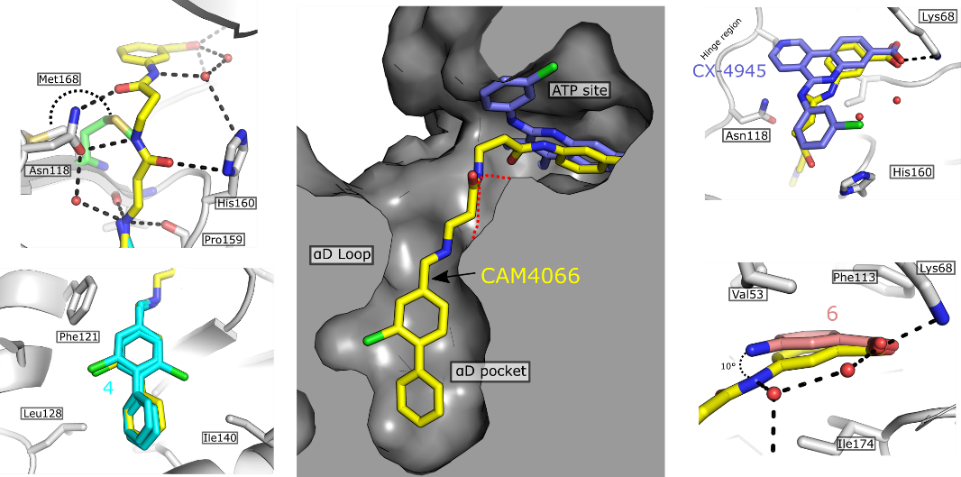 Met168
Asn118
His160
Pro159
Phe121
4
Leu128
Ile140
ATP site
αD Loop
CAM4066
αD pocket
Hinge region
Lys68
CX-4945
Asn118
His160
Val53
Phe113
Lys68
6
10°
Ile174